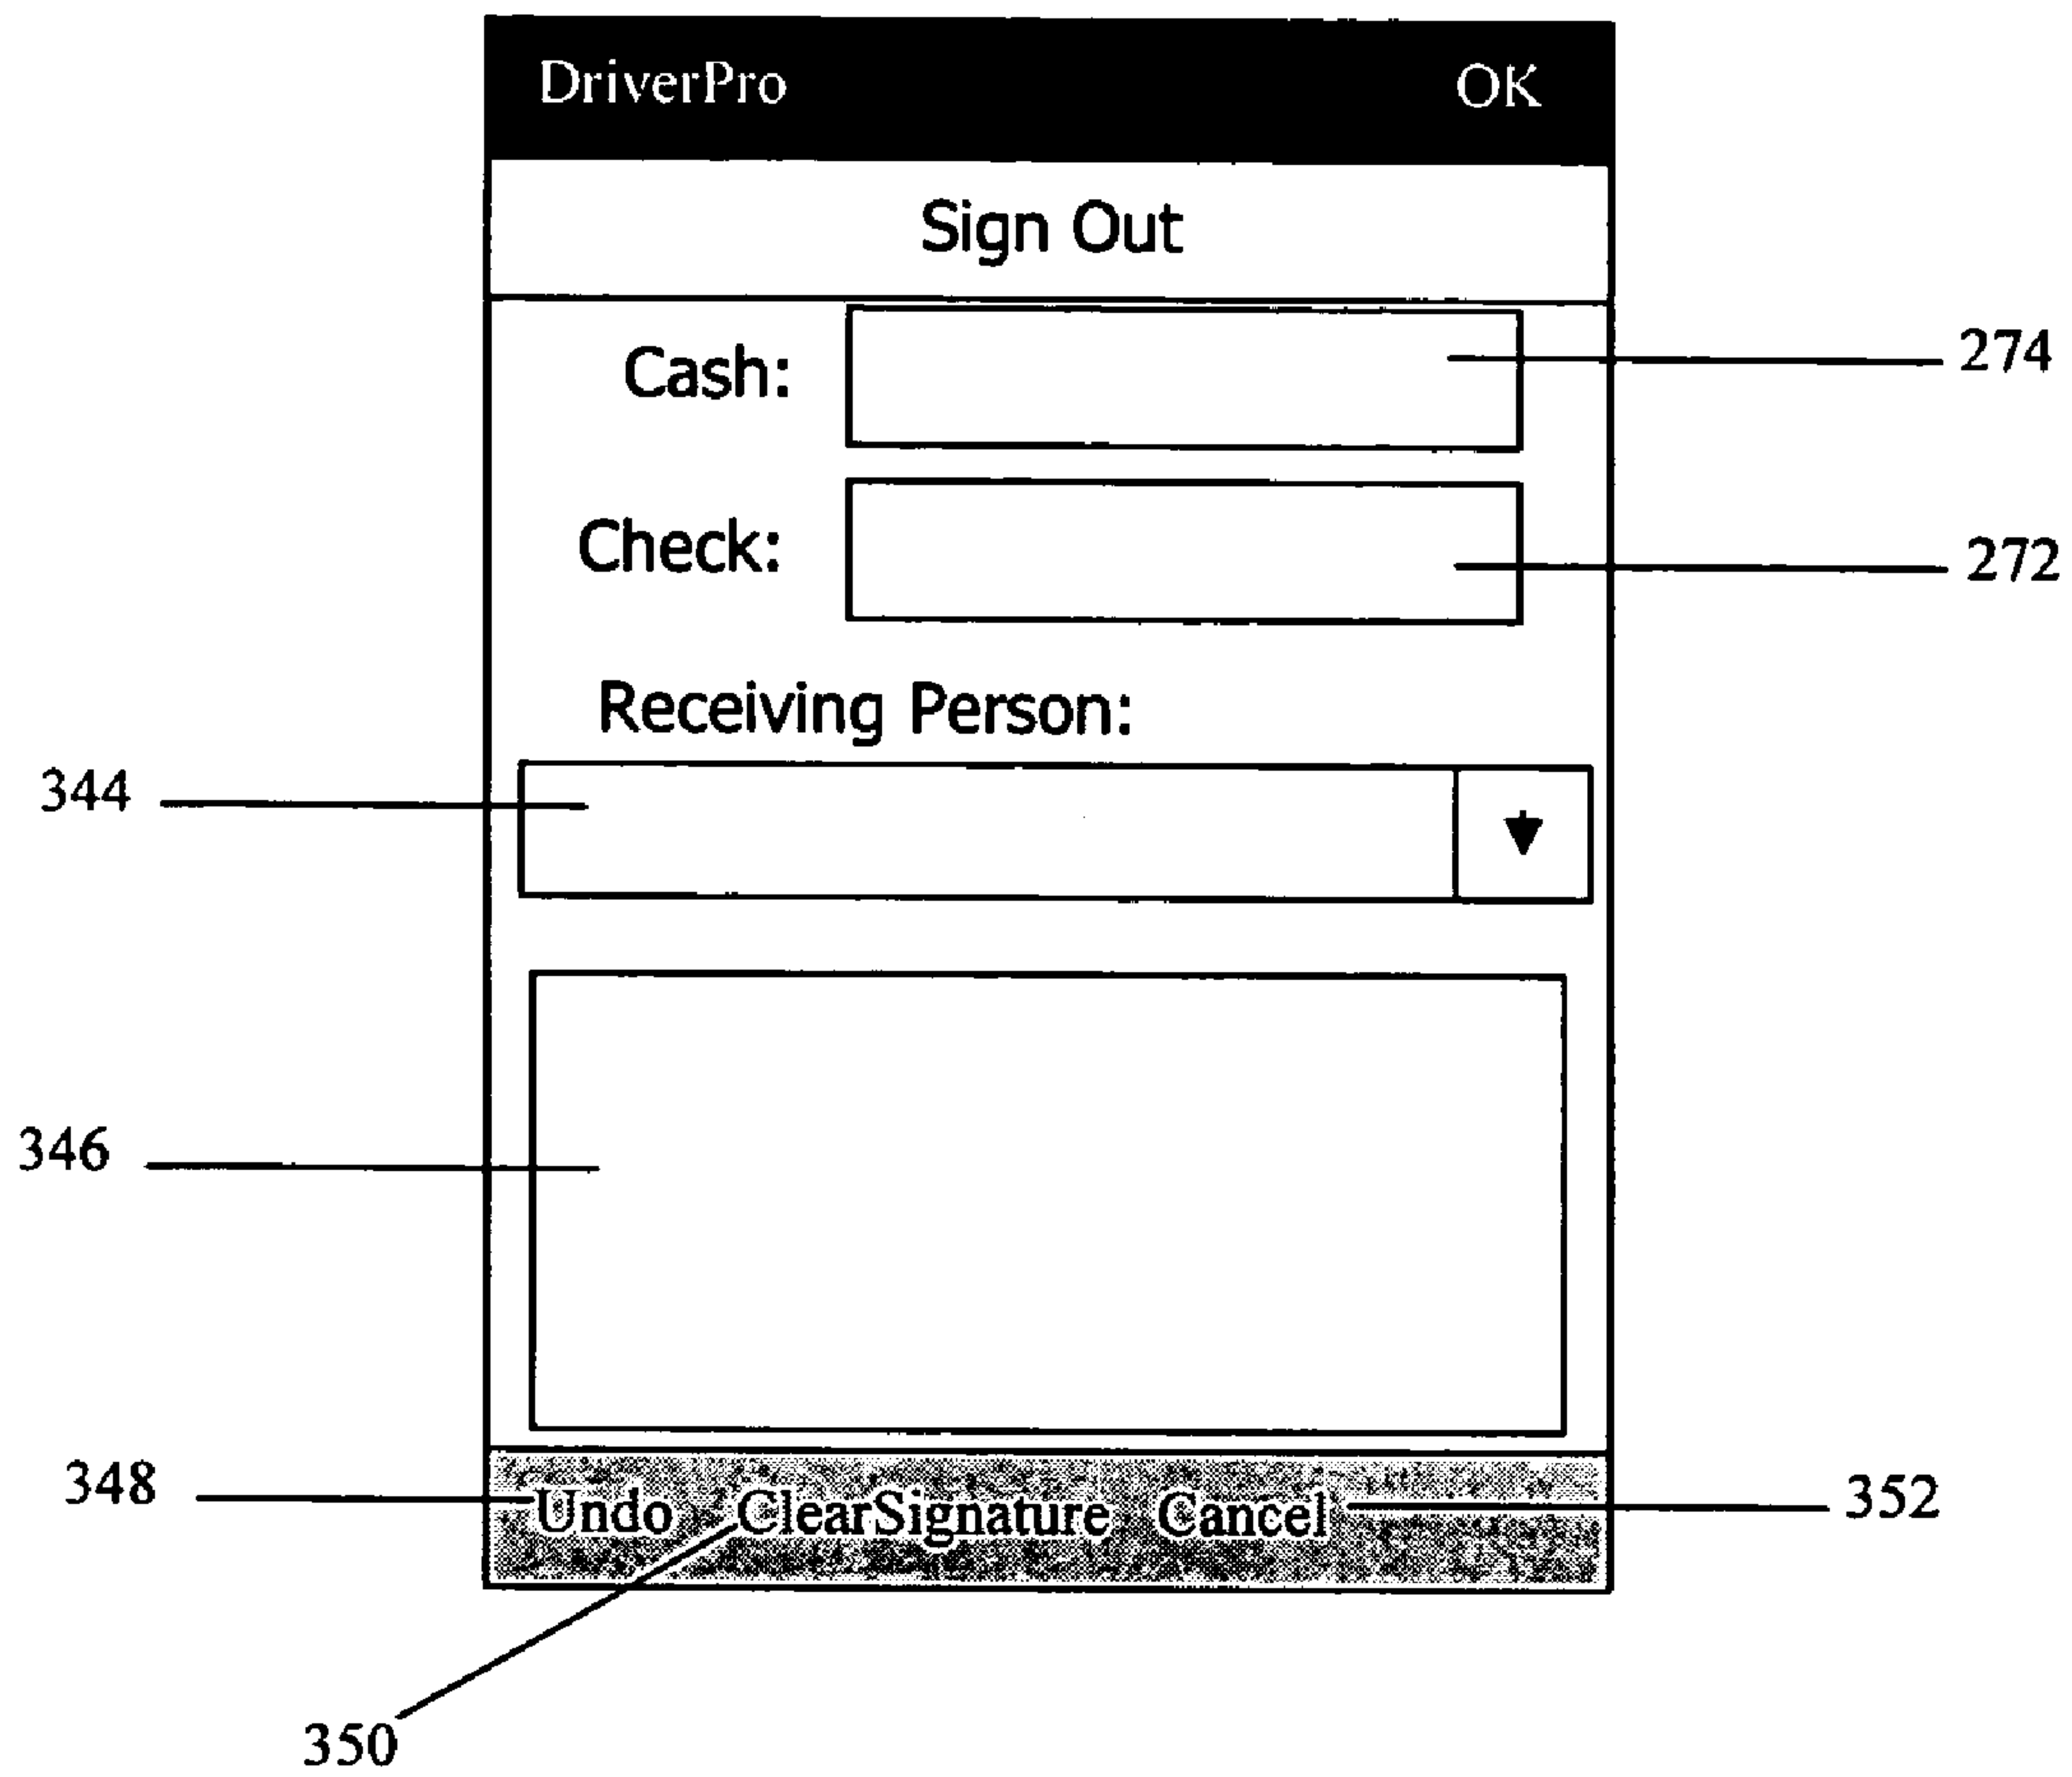 DriverPro OK
Sign Out
Cash:
274
Check:
272
Receiving Person:
344
346
348 Undo ClearSignature Cancel 352
350